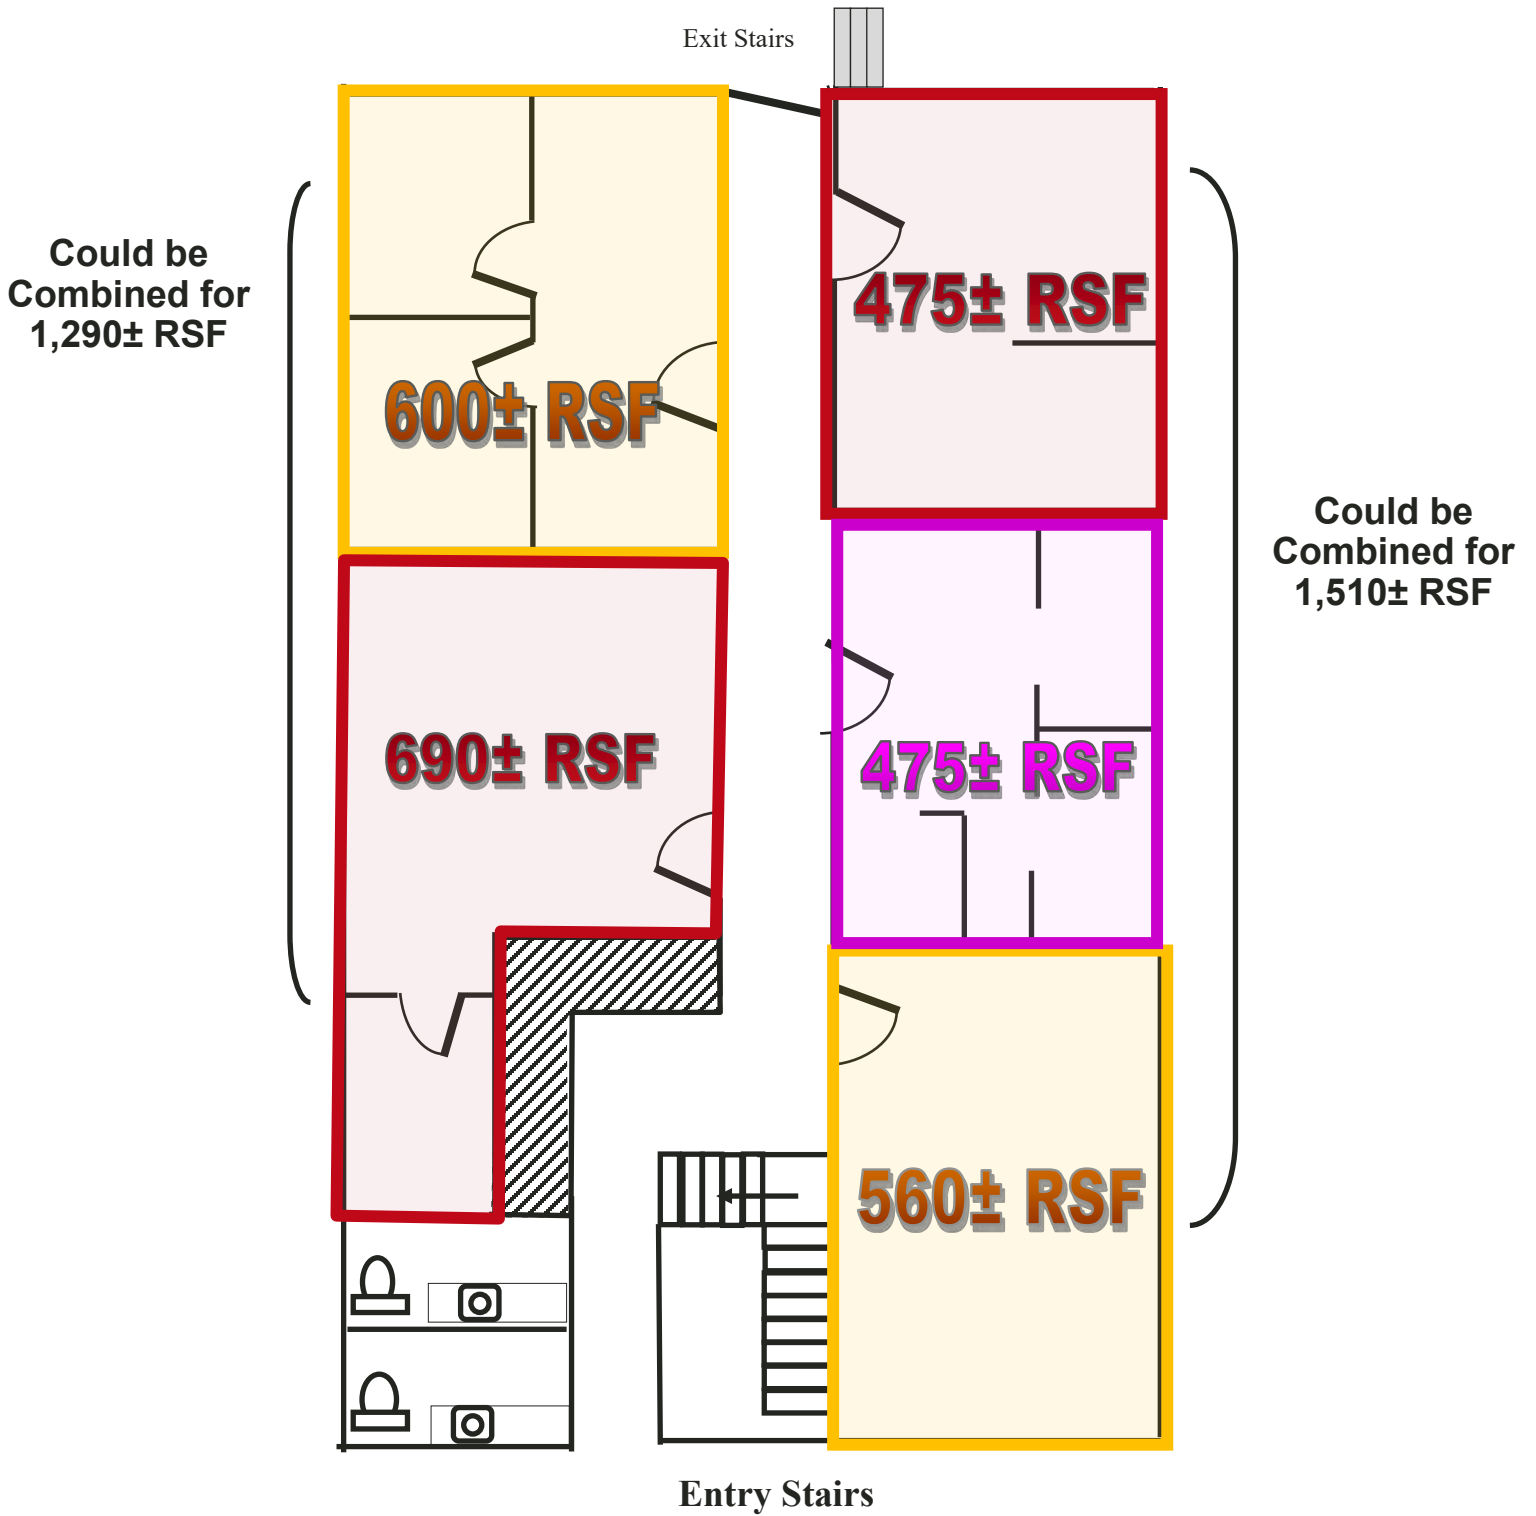 Exit Stairs
Could be
Combined for
1,290± RSF
475± RSF
600± RSF
Could be
Combined for
1,510± RSF
690± RSF
475± RSF
560± RSF
Entry Stairs